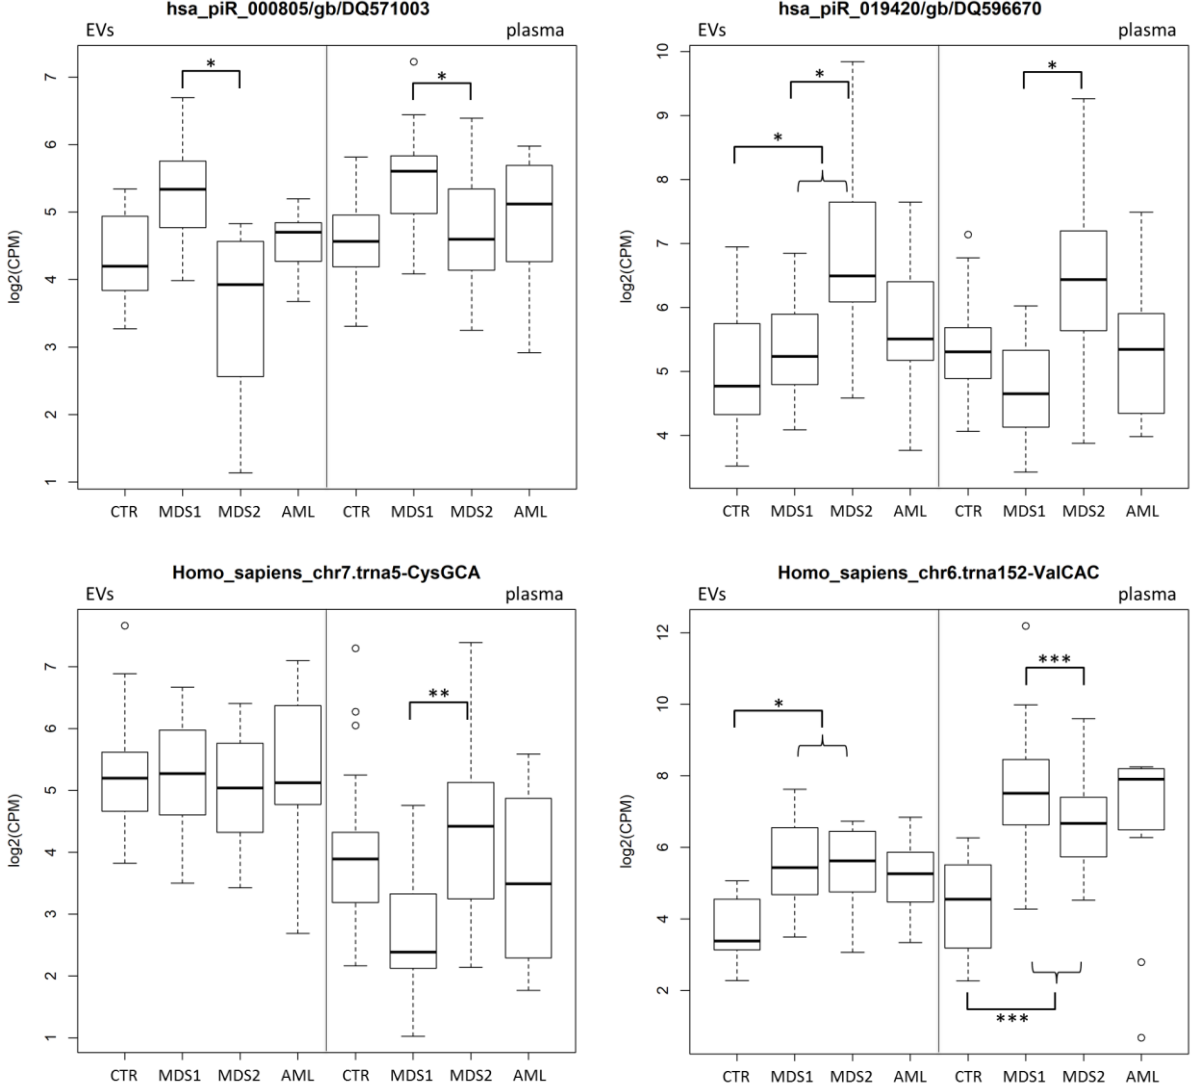 hsa_piR_000805/gb/DQ571003
EVs plasma
log2(CPM)
7
6
5
4
3
2
1
* *
CTR MDS1 MDS2 AML CTR MDS1 MDS2 AML
hsa_piR_019420/gb/DQ596670
EVs plasma
log2(CPM)
10
9
8
7
6
5
4
* * *
CTR MDS1 MDS2 AML CTR MDS1 MDS2 AML
Homo_sapiens_chr7.trna5-CysGCA
EVs plasma
log2(CPM)
7
6
5
4
3
2
1
**
CTR MDS1 MDS2 AML CTR MDS1 MDS2 AML
Homo_sapiens_chr6.trna152-ValCAC
EVs plasma
log2(CPM)
12
10
8
6
4
2
***
*
***
CTR MDS1 MDS2 AML CTR MDS1 MDS2 AML